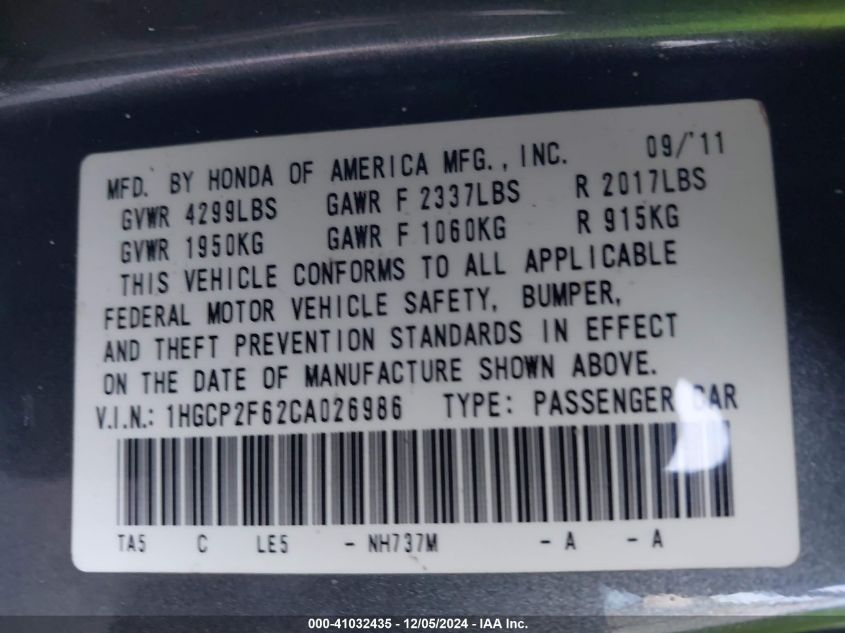 MFD. BY HONDA OF AMERICA MFG., INC. 09/'11
GVWR 4299LBS GAWR F 2337LBS R 2017LBS
GVWR 1950KG GAWR F 1060KG R 915KG
THIS VEHICLE CONFORMS TO ALL APPLICABLE
FEDERAL MOTOR VEHICLE SAFETY, BUMPER,
AND THEFT PREVENTION STANDARDS IN EFFECT
ON THE DATE OF MANUFACTURE SHOWN ABOVE.
V.I.N.: 1HGCP2F62CA026986 TYPE: PASSENGER CAR
TA5 C LE5 - NH737M - A - A
000-41032435 - 12/05/2024 - IAA Inc.